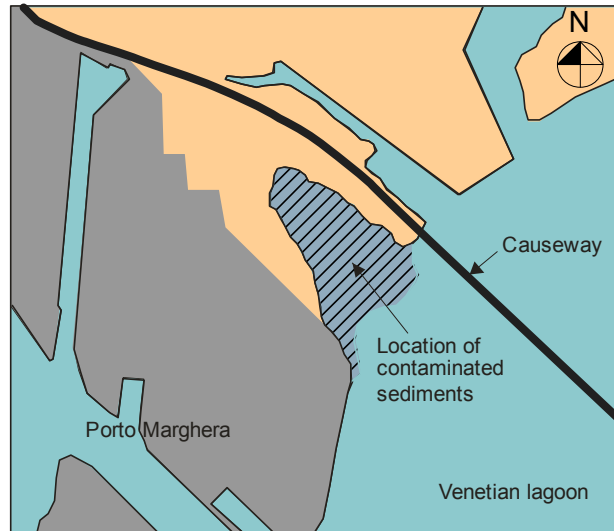 N
Causeway
Location of
contaminated
sediments
Porto Marghera
Venetian lagoon